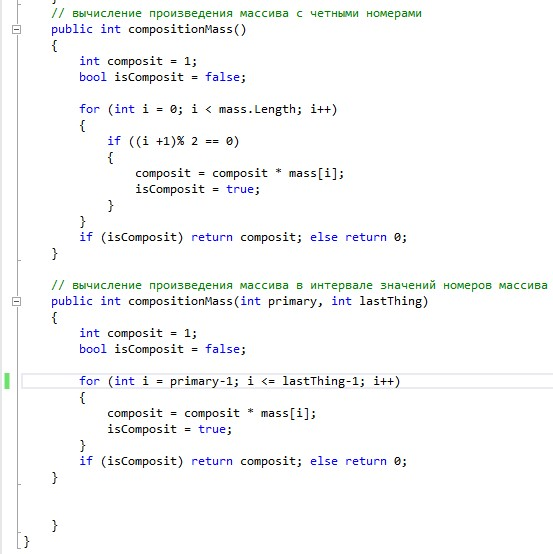 // вычисление произведения массива с четными номерами
public int compositionMass()
{
int composit = 1;
bool isComposit = false;
for (int i = 0; i < mass.Length; i++)
{
if ((i +1)% 2 == 0)
{
composit = composit * mass[i];
isComposit = true;
}
}
if (isComposit) return composit; else return 0;
}
// вычисление произведения массива в интервале значений номеров массива
public int compositionMass(int primary, int lastThing)
{
int composit = 1;
bool isComposit = false;
for (int i = primary-1; i <= lastThing-1; i++)
{
composit = composit * mass[i];
isComposit = true;
}
if (isComposit) return composit; else return 0;
}
}
}